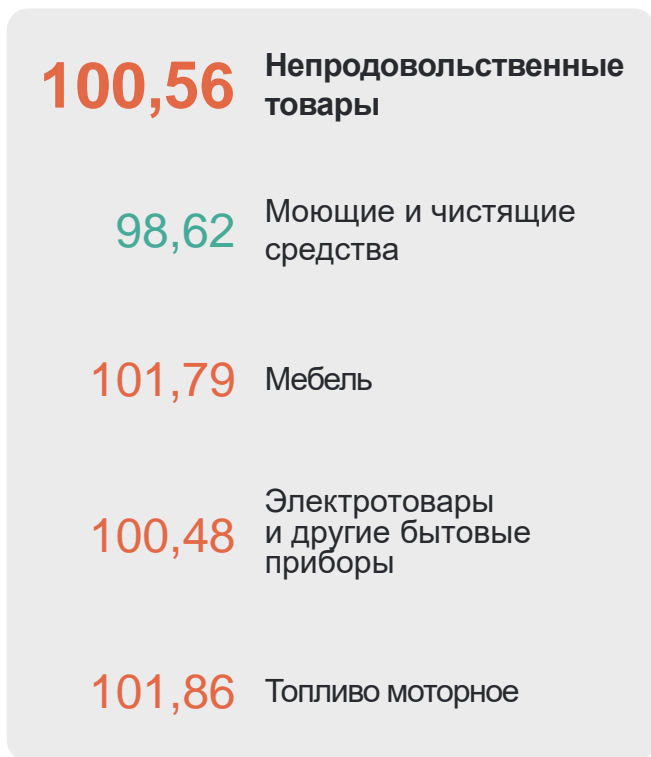 100,56 Непродовольственные
товары
98,62 Моющие и чистящие
средства
101,79 Мебель
100,48 Электротовары
и другие бытовые
приборы
101,86 Топливо моторное